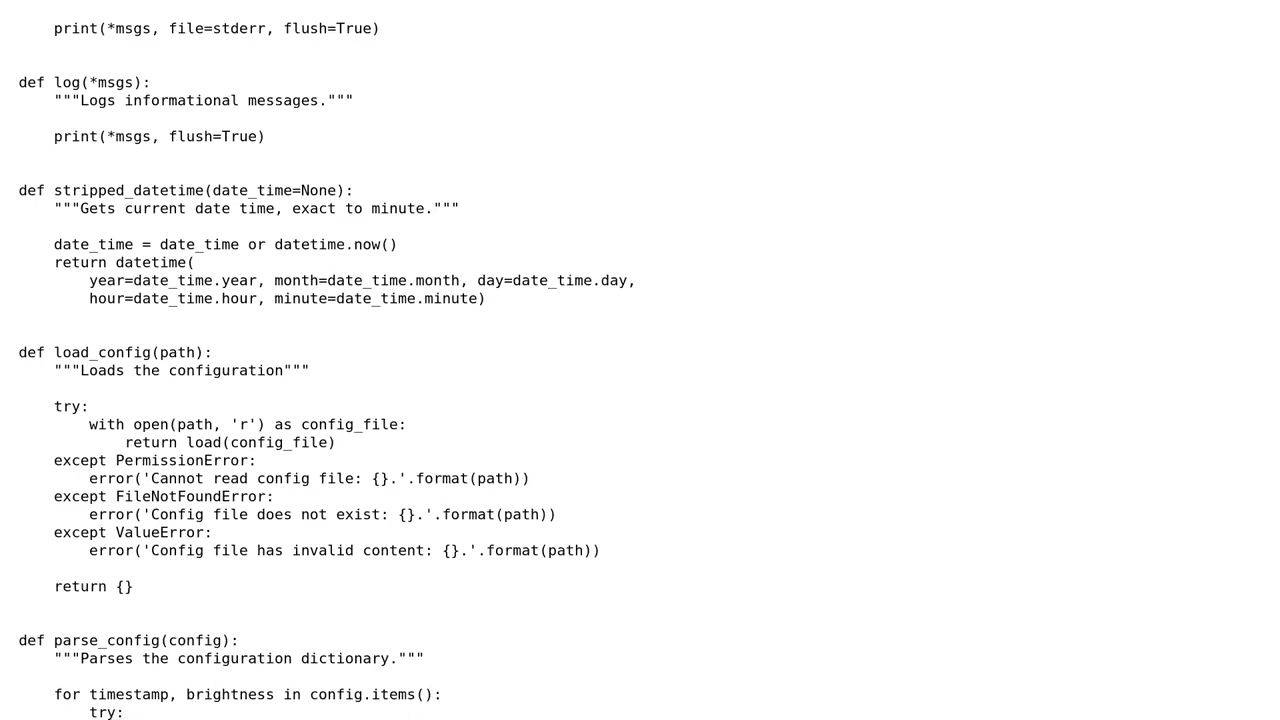 print(*msgs, file=stderr, flush=True)


def log(*msgs):
    """Logs informational messages."""

    print(*msgs, flush=True)


def stripped_datetime(date_time=None):
    """Gets current date time, exact to minute."""

    date_time = date_time or datetime.now()
    return datetime(
        year=date_time.year, month=date_time.month, day=date_time.day,
        hour=date_time.hour, minute=date_time.minute)


def load_config(path):
    """Loads the configuration"""

    try:
        with open(path, 'r') as config_file:
            return load(config_file)
    except PermissionError:
        error('Cannot read config file: {}.'.format(path))
    except FileNotFoundError:
        error('Config file does not exist: {}.'.format(path))
    except ValueError:
        error('Config file has invalid content: {}.'.format(path))

    return {}


def parse_config(config):
    """Parses the configuration dictionary."""

    for timestamp, brightness in config.items():
        try: